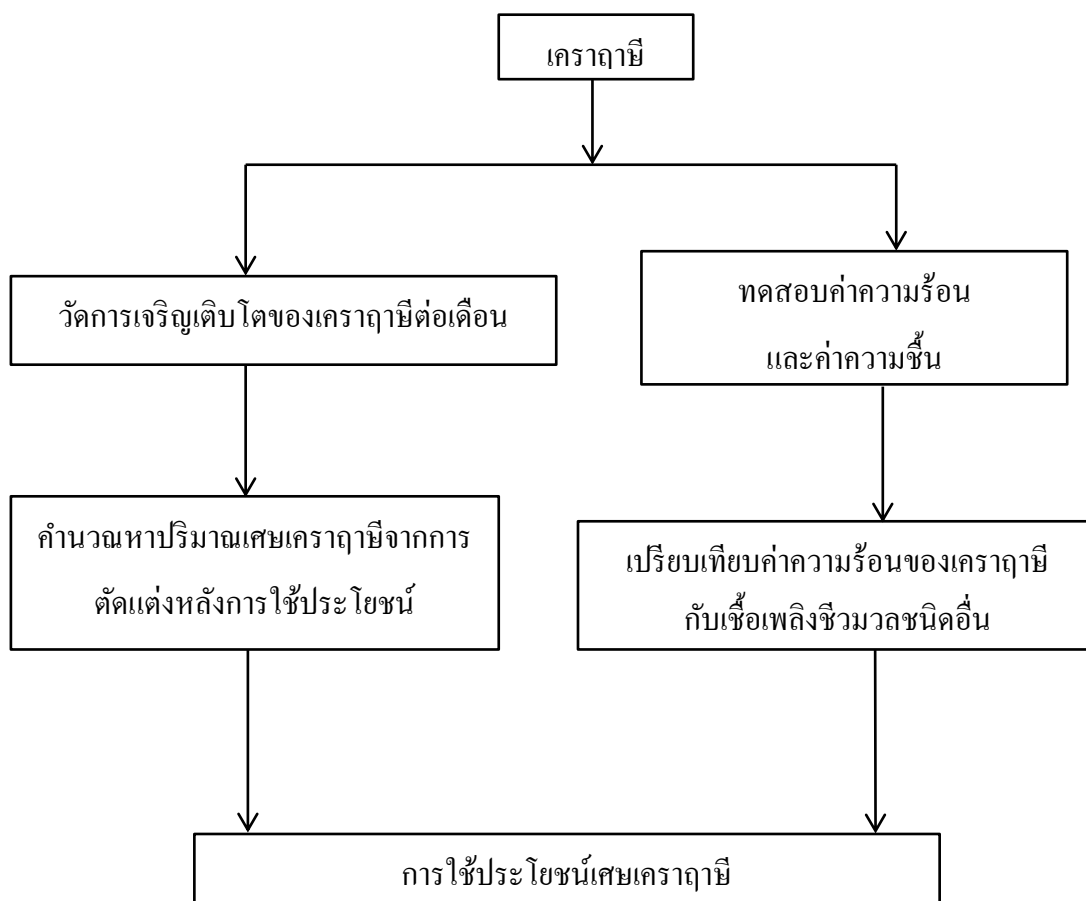 เคราฤาษี
วัดการเจริญเติบโตของเคราฤาษีต่อเดือน
ทดสอบค่าความร้อน
และค่าความชื้น
คำนวณหาปริมาณเศษเคราฤาษีจากการ
ตัดแต่งหลังการใช้ประโยชน์
เปรียบเทียบค่าความร้อนของเคราฤาษี
กับเชื้อเพลิงชีวมวลชนิดอื่น
การใช้ประโยชน์เศษเคราฤาษี